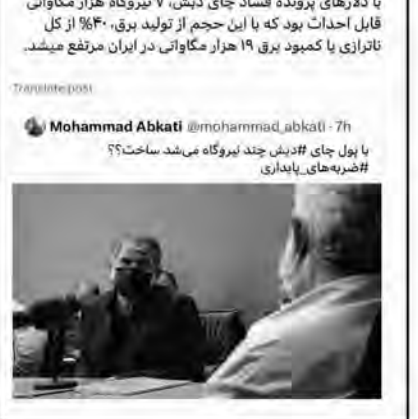 با دلارهای پرونده فساد چای دبش، ۷ نیروگاه هزار مگاواتی
قابل احداث بود که با این حجم از تولید برق، ۴۰% از کل
ناترازی یا کمبود برق ۱۹ هزار مگاواتی در ایران مرتفع میشد.
Translate post
Mohammad Abkati @mohammad_abkati · 7h
با پول چای #دبش چند نیروگاه می‌شد ساخت؟؟
#ضربه‌های_پایداری